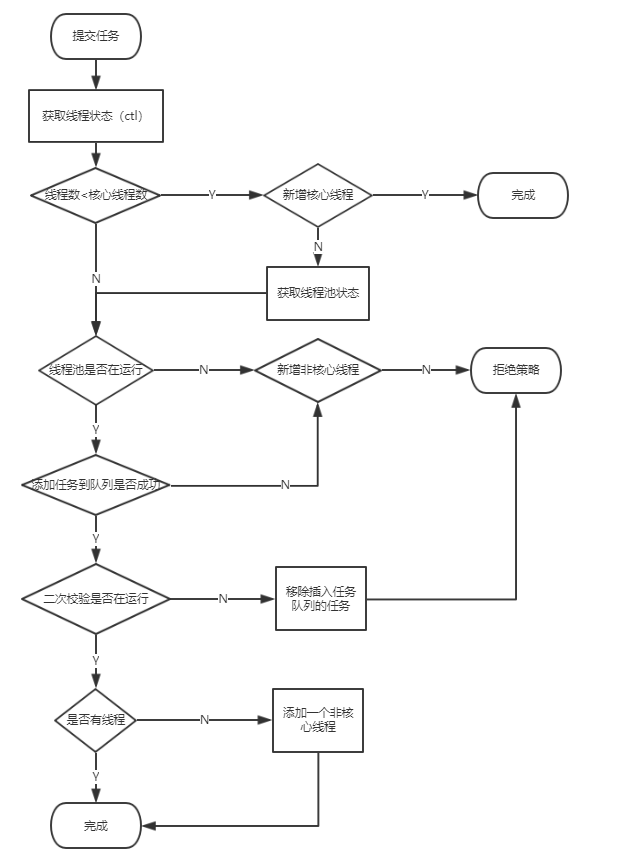 提交任务
获取线程状态（ctl）
线程数<核心线程数
Y
新增核心线程
Y
完成
N
N
获取线程池状态
线程池是否在运行
N
新增非核心线程
N
拒绝策略
Y
添加任务到队列是否成功
N
Y
二次校验是否在运行
N
移除插入任务
队列的任务
Y
是否有线程
N
添加一个非核
心线程
Y
完成